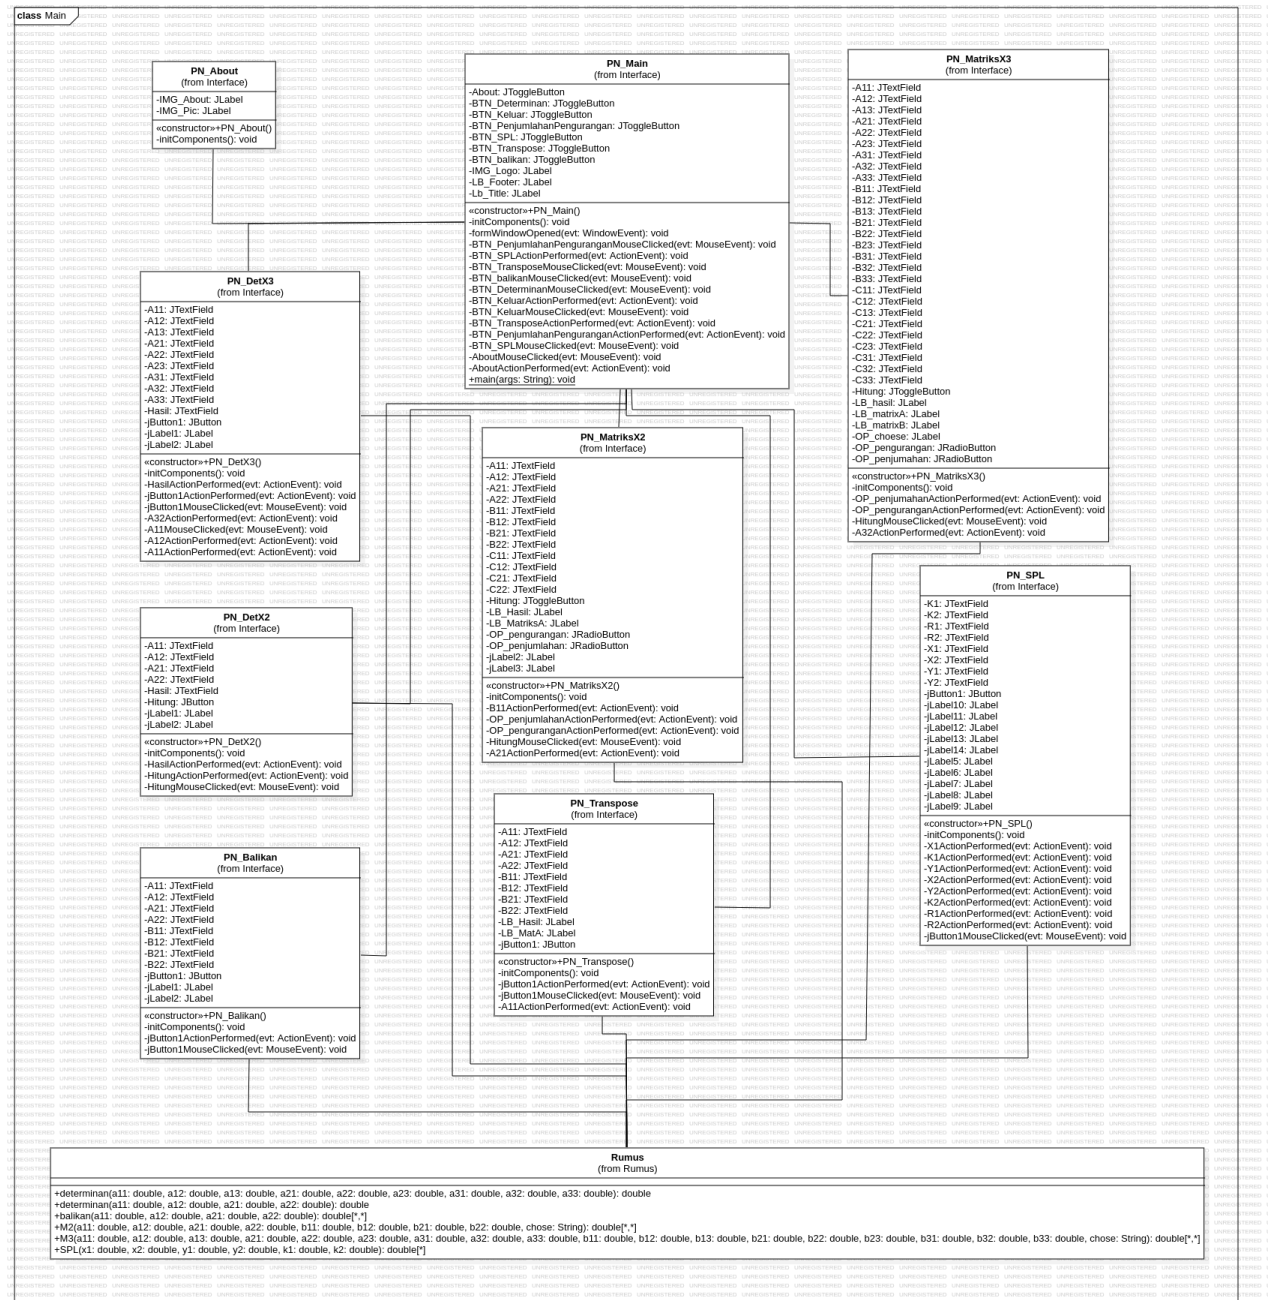 class Main
PN_About
(from Interface)
-IMG_About: JLabel
-IMG_Pic: JLabel
«constructor»+PN_About()
-initComponents(): void
PN_Main
(from Interface)
-About: JToggleButton
-BTN_Determinan: JToggleButton
-BTN_Keluar: JToggleButton
-BTN_PenjumlahanPengurangan: JToggleButton
-BTN_SPL: JToggleButton
-BTN_Transpose: JToggleButton
-BTN_balikan: JToggleButton
-IMG_Logo: JLabel
-LB_Footer: JLabel
-Lb_Title: JLabel
«constructor»+PN_Main()
-initComponents(): void
-formWindowOpened(evt: WindowEvent): void
-BTN_PenjumlahanPenguranganMouseClicked(evt: MouseEvent): void
-BTN_SPLActionPerformed(evt: ActionEvent): void
-BTN_TransposeMouseClicked(evt: MouseEvent): void
-BTN_balikanMouseClicked(evt: MouseEvent): void
-BTN_DeterminanMouseClicked(evt: MouseEvent): void
-BTN_KeluarActionPerformed(evt: ActionEvent): void
-BTN_KeluarMouseClicked(evt: MouseEvent): void
-BTN_TransposeActionPerformed(evt: ActionEvent): void
-BTN_PenjumlahanPenguranganActionPerformed(evt: ActionEvent): void
-BTN_SPLMouseClicked(evt: MouseEvent): void
-AboutMouseClicked(evt: MouseEvent): void
-AboutActionPerformed(evt: ActionEvent): void
+main(args: String): void
PN_MatriksX3
(from Interface)
-A11: JTextField
-A12: JTextField
-A13: JTextField
-A21: JTextField
-A22: JTextField
-A23: JTextField
-A31: JTextField
-A32: JTextField
-A33: JTextField
-B11: JTextField
-B12: JTextField
-B13: JTextField
-B21: JTextField
-B22: JTextField
-B23: JTextField
-B31: JTextField
-B32: JTextField
-B33: JTextField
-C11: JTextField
-C12: JTextField
-C13: JTextField
-C21: JTextField
-C22: JTextField
-C23: JTextField
-C31: JTextField
-C32: JTextField
-C33: JTextField
-Hitung: JToggleButton
-LB_hasil: JLabel
-LB_matrixA: JLabel
-LB_matrixB: JLabel
-OP_choese: JLabel
-OP_pengurangan: JRadioButton
-OP_penjumahan: JRadioButton
«constructor»+PN_MatriksX3()
-initComponents(): void
-OP_penjumahanActionPerformed(evt: ActionEvent): void
-OP_penguranganActionPerformed(evt: ActionEvent): void
-HitungMouseClicked(evt: MouseEvent): void
-A32ActionPerformed(evt: ActionEvent): void
PN_DetX3
(from Interface)
-A11: JTextField
-A12: JTextField
-A13: JTextField
-A21: JTextField
-A22: JTextField
-A23: JTextField
-A31: JTextField
-A32: JTextField
-A33: JTextField
-Hasil: JTextField
-jButton1: JButton
-jLabel1: JLabel
-jLabel2: JLabel
«constructor»+PN_DetX3()
-initComponents(): void
-HasilActionPerformed(evt: ActionEvent): void
-jButton1ActionPerformed(evt: ActionEvent): void
-jButton1MouseClicked(evt: MouseEvent): void
-A32ActionPerformed(evt: ActionEvent): void
-A11MouseClicked(evt: MouseEvent): void
-A12ActionPerformed(evt: ActionEvent): void
-A11ActionPerformed(evt: ActionEvent): void
PN_MatriksX2
(from Interface)
-A11: JTextField
-A12: JTextField
-A21: JTextField
-A22: JTextField
-B11: JTextField
-B12: JTextField
-B21: JTextField
-B22: JTextField
-C11: JTextField
-C12: JTextField
-C21: JTextField
-C22: JTextField
-Hitung: JToggleButton
-LB_Hasil: JLabel
-LB_MatriksA: JLabel
-OP_pengurangan: JRadioButton
-OP_penjumlahan: JRadioButton
-jLabel2: JLabel
-jLabel3: JLabel
«constructor»+PN_MatriksX2()
-initComponents(): void
-B11ActionPerformed(evt: ActionEvent): void
-OP_penjumlahanActionPerformed(evt: ActionEvent): void
-OP_penguranganActionPerformed(evt: ActionEvent): void
-HitungMouseClicked(evt: MouseEvent): void
-A21ActionPerformed(evt: ActionEvent): void
PN_SPL
(from Interface)
-K1: JTextField
-K2: JTextField
-R1: JTextField
-R2: JTextField
-X1: JTextField
-X2: JTextField
-Y1: JTextField
-Y2: JTextField
-jButton1: JButton
-jLabel10: JLabel
-jLabel11: JLabel
-jLabel12: JLabel
-jLabel13: JLabel
-jLabel14: JLabel
-jLabel5: JLabel
-jLabel6: JLabel
-jLabel7: JLabel
-jLabel8: JLabel
-jLabel9: JLabel
«constructor»+PN_SPL()
-initComponents(): void
-X1ActionPerformed(evt: ActionEvent): void
-K1ActionPerformed(evt: ActionEvent): void
-Y1ActionPerformed(evt: ActionEvent): void
-X2ActionPerformed(evt: ActionEvent): void
-Y2ActionPerformed(evt: ActionEvent): void
-K2ActionPerformed(evt: ActionEvent): void
-R1ActionPerformed(evt: ActionEvent): void
-R2ActionPerformed(evt: ActionEvent): void
-jButton1MouseClicked(evt: MouseEvent): void
PN_DetX2
(from Interface)
-A11: JTextField
-A12: JTextField
-A21: JTextField
-A22: JTextField
-Hasil: JTextField
-Hitung: JButton
-jLabel1: JLabel
-jLabel2: JLabel
«constructor»+PN_DetX2()
-initComponents(): void
-HasilActionPerformed(evt: ActionEvent): void
-HitungActionPerformed(evt: ActionEvent): void
-HitungMouseClicked(evt: MouseEvent): void
PN_Transpose
(from Interface)
-A11: JTextField
-A12: JTextField
-A21: JTextField
-A22: JTextField
-B11: JTextField
-B12: JTextField
-B21: JTextField
-B22: JTextField
-LB_Hasil: JLabel
-LB_MatA: JLabel
-jButton1: JButton
«constructor»+PN_Transpose()
-initComponents(): void
-jButton1ActionPerformed(evt: ActionEvent): void
-jButton1MouseClicked(evt: MouseEvent): void
-A11ActionPerformed(evt: ActionEvent): void
PN_Balikan
(from Interface)
-A11: JTextField
-A12: JTextField
-A21: JTextField
-A22: JTextField
-B11: JTextField
-B12: JTextField
-B21: JTextField
-B22: JTextField
-jButton1: JButton
-jLabel1: JLabel
-jLabel2: JLabel
«constructor»+PN_Balikan()
-initComponents(): void
-jButton1ActionPerformed(evt: ActionEvent): void
-jButton1MouseClicked(evt: MouseEvent): void
Rumus
(from Rumus)
+determinan(a11: double, a12: double, a13: double, a21: double, a22: double, a23: double, a31: double, a32: double, a33: double): double
+determinan(a11: double, a12: double, a21: double, a22: double): double
+balikan(a11: double, a12: double, a21: double, a22: double): double[*,*]
+M2(a11: double, a12: double, a21: double, a22: double, b11: double, b12: double, b21: double, b22: double, chose: String): double[*,*]
+M3(a11: double, a12: double, a13: double, a21: double, a22: double, a23: double, a31: double, a32: double, a33: double, b11: double, b12: double, b13: double, b21: double, b22: double, b23: double, b31: double, b32: double, b33: double, chose: String): double[*,*]
+SPL(x1: double, x2: double, y1: double, y2: double, k1: double, k2: double): double[*]
UNREGISTERED